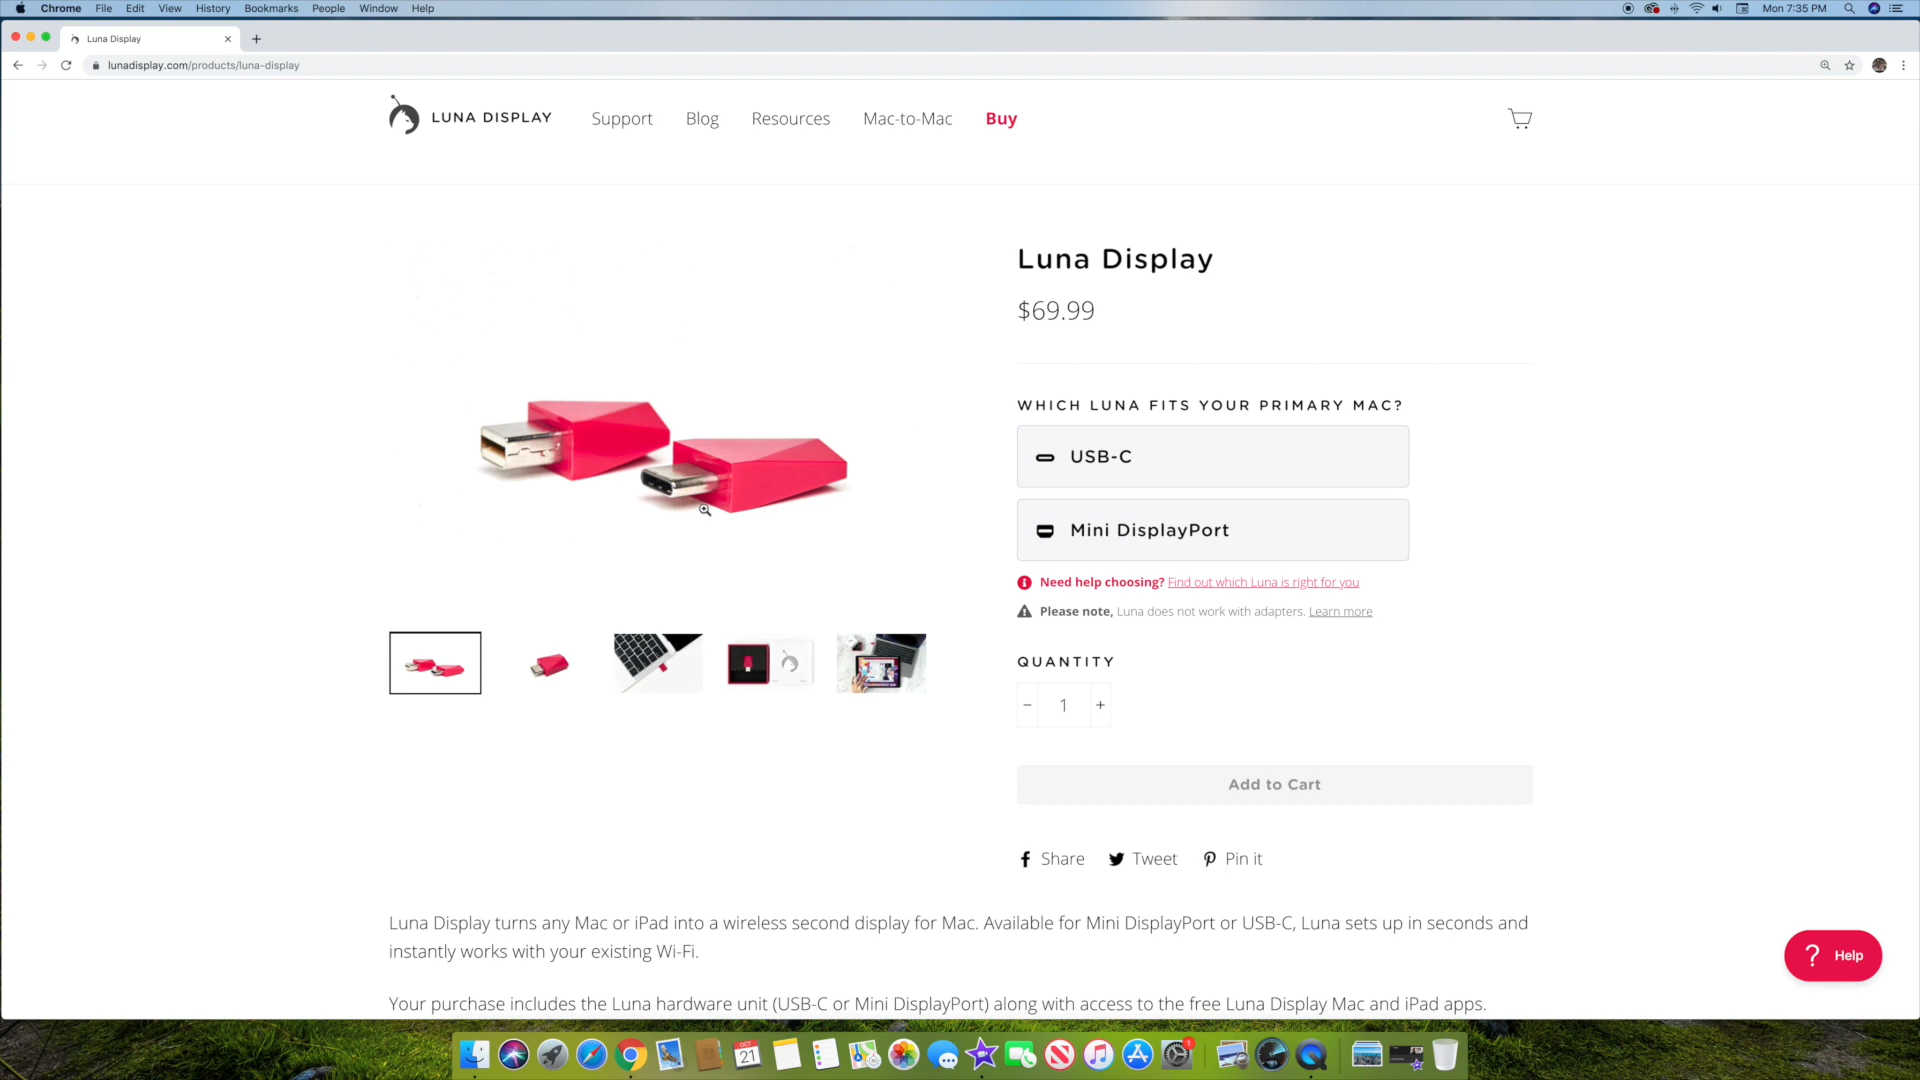 Chrome File Edit View History Bookmarks People Window Help
Mon 7:35 PM
Luna Display
lunadisplay.com/products/luna-display
LUNA DISPLAY Support Blog Resources Mac-to-Mac Buy
Luna Display
$69.99
WHICH LUNA FITS YOUR PRIMARY MAC?
USB-C
Mini DisplayPort
Need help choosing? Find out which Luna is right for you
Please note, Luna does not work with adapters. Learn more
QUANTITY
− 1 +
Add to Cart
Share Tweet Pin it
Luna Display turns any Mac or iPad into a wireless second display for Mac. Available for Mini DisplayPort or USB-C, Luna sets up in seconds and
instantly works with your existing Wi-Fi.
? Help
Your purchase includes the Luna hardware unit (USB-C or Mini DisplayPort) along with access to the free Luna Display Mac and iPad apps.
OCT
21
1